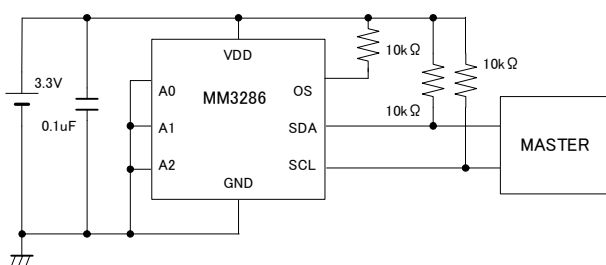 10kΩ
VDD
10kΩ
3.3V
A0
MM3286
OS
0.1uF
10kΩ
A1
SDA
MASTER
A2
SCL
GND